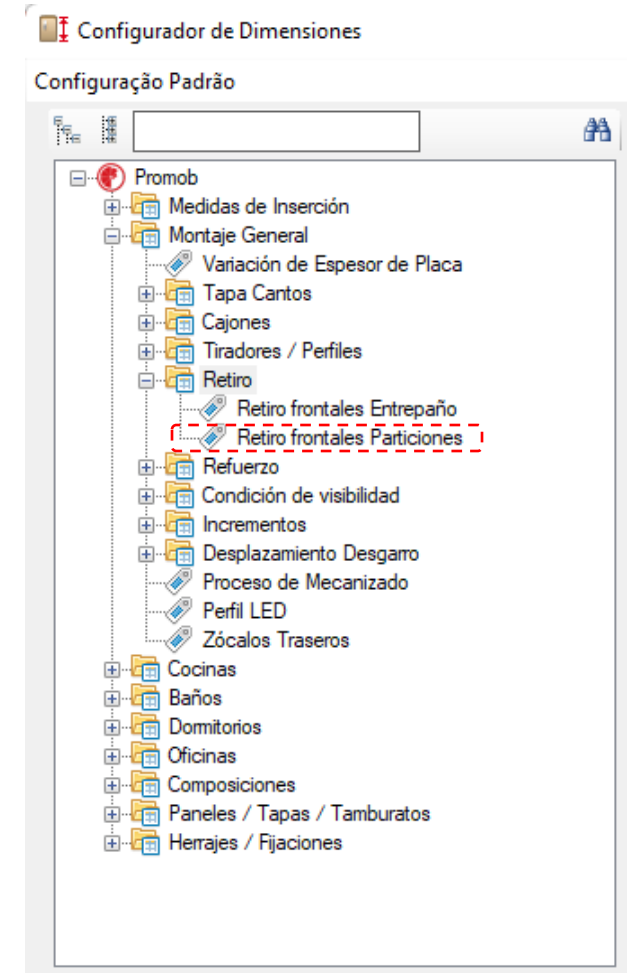 Configurador de Dimensiones
Configuração Padrão
Promob
Medidas de Inserción
Montaje General
Variación de Espesor de Placa
Tapa Cantos
Cajones
Tiradores / Perfiles
Retiro
Retiro frontales Entrepaño
Retiro frontales Particiones
Refuerzo
Condición de visibilidad
Incrementos
Desplazamiento Desgarro
Proceso de Mecanizado
Perfil LED
Zócalos Traseros
Cocinas
Baños
Dormitorios
Oficinas
Composiciones
Paneles / Tapas / Tamburatos
Herrajes / Fijaciones